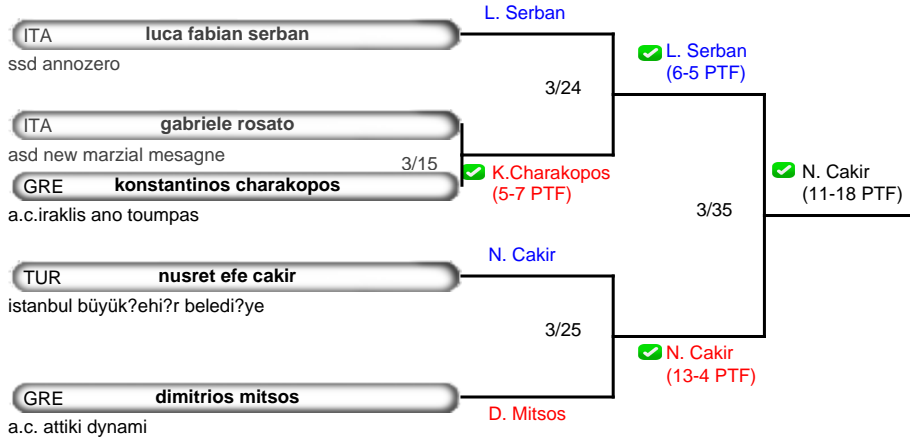 L. Serban
ITA luca fabian serban
ssd annozero
L. Serban
(6-5 PTF)
3/24
ITA gabriele rosato
asd new marzial mesagne
3/15
K.Charakopos
(5-7 PTF)
GRE konstantinos charakopos
a.c.iraklis ano toumpas
N. Cakir
(11-18 PTF)
3/35
N. Cakir
TUR nusret efe cakir
istanbul büyük?ehi?r beledi?ye
3/25
N. Cakir
(13-4 PTF)
GRE dimitrios mitsos
D. Mitsos
a.c. attiki dynami